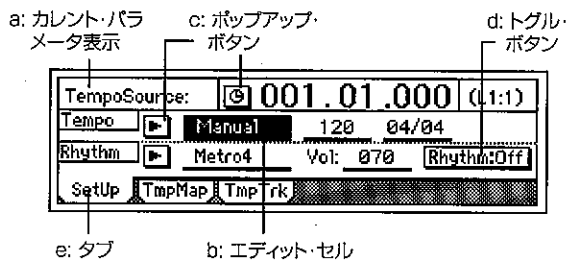 a: カレント・パラメータ表示
c: ポップアップ・ボタン
d: トグル・ボタン
TempoSource: 001.01.000 (L1:1)
Tempo Manual 120 04/04
Rhythm Metro4 Vol: 070 Rhythm:Off
SetUp TmpMap TmpTrk
e: タブ
b: エディット・セル